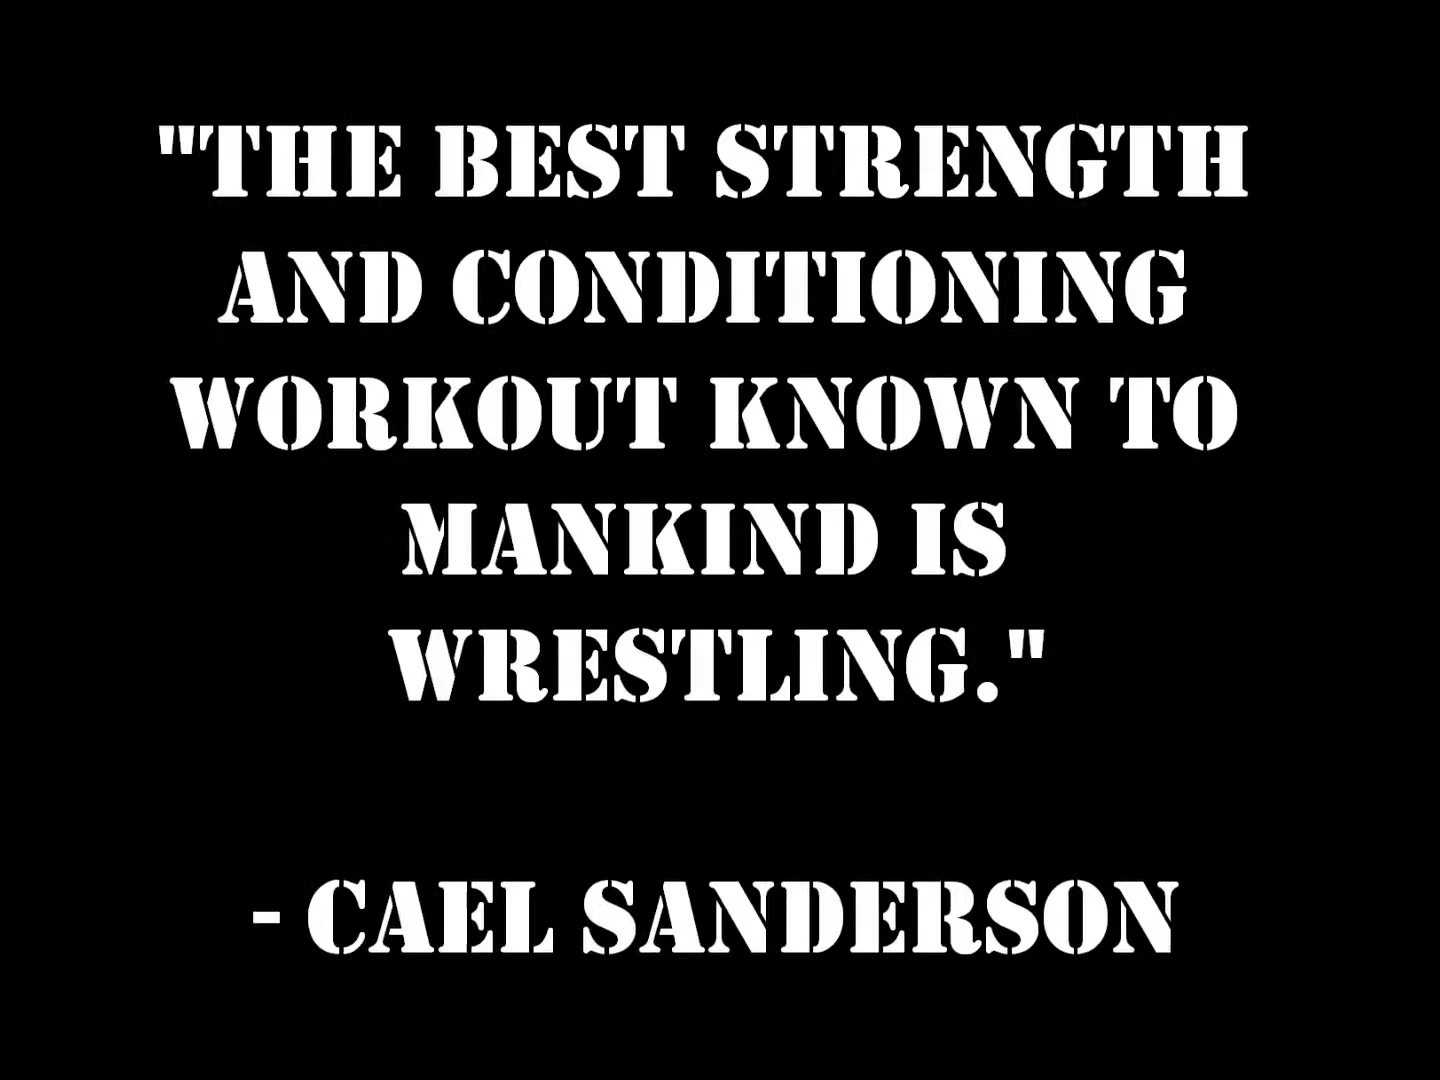 "THE BEST STRENGTH
AND CONDITIONING
WORKOUT KNOWN TO
MANKIND IS
WRESTLING."
- CAEL SANDERSON